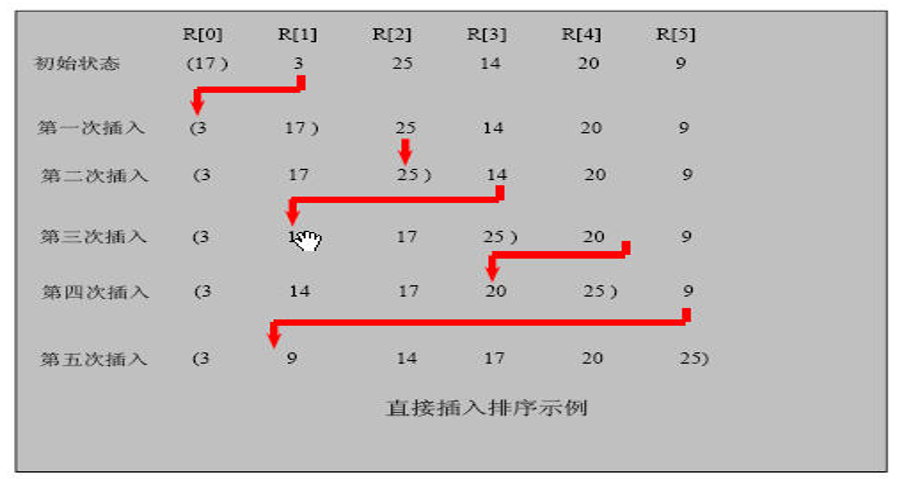 R[0] R[1] R[2] R[3] R[4] R[5]
初始状态 (17) 3 25 14 20 9
第一次插入 (3 17) 25 14 20 9
第二次插入 (3 17 25) 14 20 9
第三次插入 (3 17 25) 20 9
第四次插入 (3 14 17 20 25) 9
第五次插入 (3 9 14 17 20 25)
直接插入排序示例